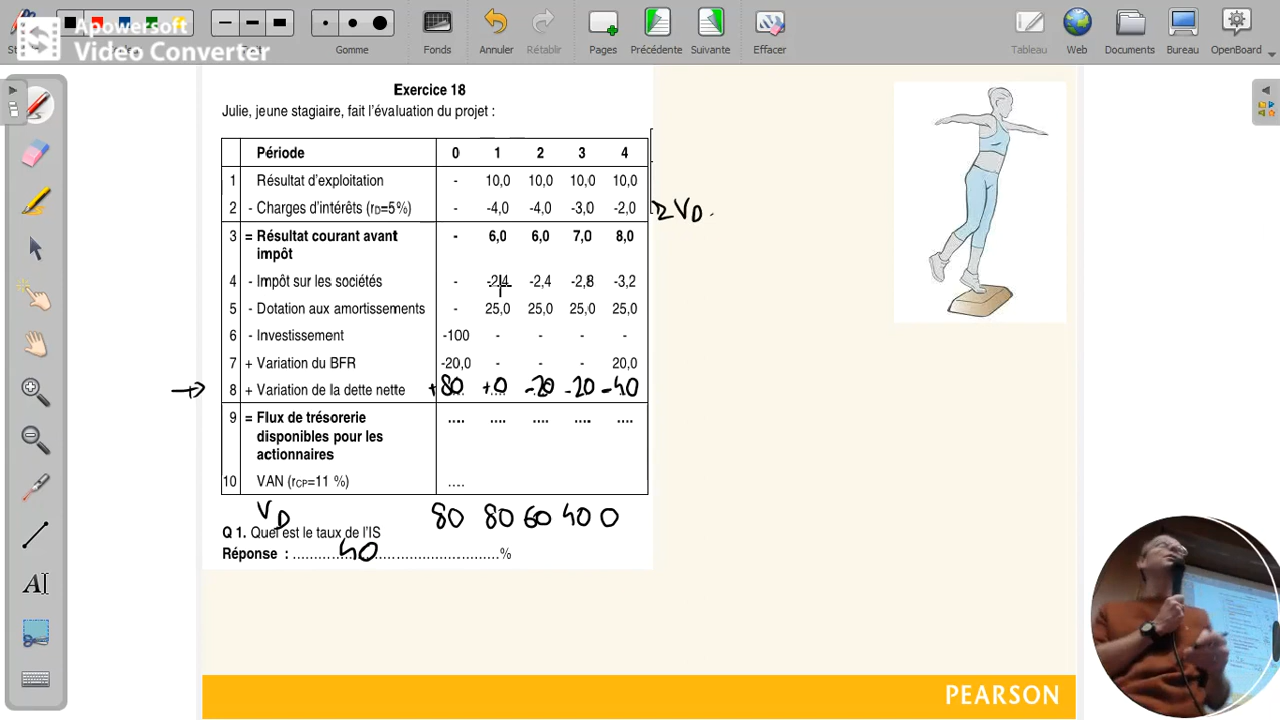 Apowersoft
Video Converter
Gomme
Fonds
Annuler
Rétablir
Pages
Précédente
Suivante
Effacer
Tableau
Web
Documents
Bureau
OpenBoard
Exercice 18
Julie, jeune stagiaire, fait l'évaluation du projet :
Période 0 1 2 3 4
1 Résultat d'exploitation - 10,0 10,0 10,0 10,0
2 - Charges d'intérêts (rD=5%) - -4,0 -4,0 -3,0 -2,0
r VD
3 = Résultat courant avant impôt - 6,0 6,0 7,0 8,0
4 - Impôt sur les sociétés - -2,4 -2,4 -2,8 -3,2
5 - Dotation aux amortissements - 25,0 25,0 25,0 25,0
6 - Investissement -100 - - - -
7 + Variation du BFR -20,0 - - - 20,0
→ 8 + Variation de la dette nette +80 +0 -20 -20 -40
9 = Flux de trésorerie disponibles pour les actionnaires .... .... .... .... ....
10 VAN (rCP=11 %) ....
VD 80 80 60 40 0
Q 1. Quel est le taux de l'IS
Réponse : 40 %
A
PEARSON